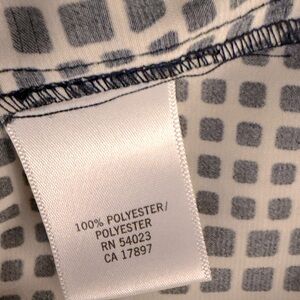 100% POLYESTER/
POLYESTER
RN 54023
CA 17897